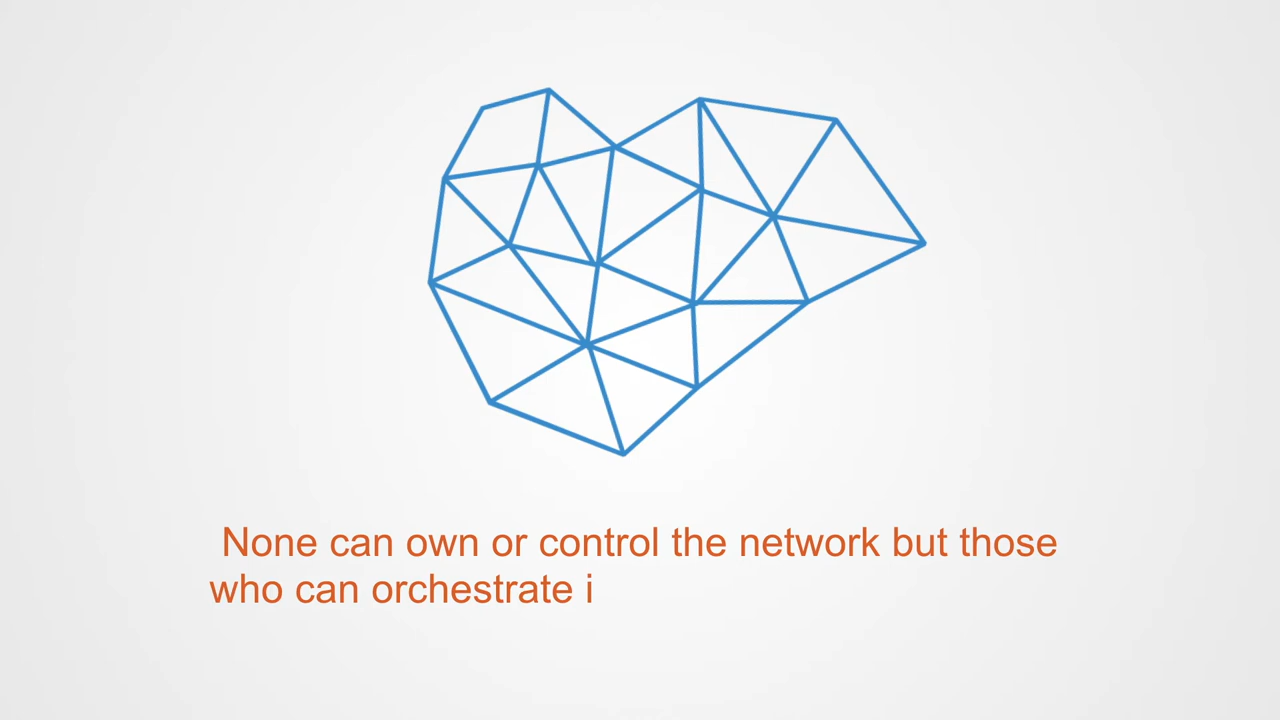 None can own or control the network but those
who can orchestrate i